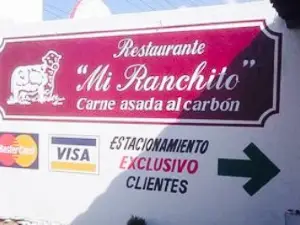 Restaurante
"Mi Ranchito"
Carne asada al carbón
MasterCard
VISA
ESTACIONAMIENTO
EXCLUSIVO
CLIENTES